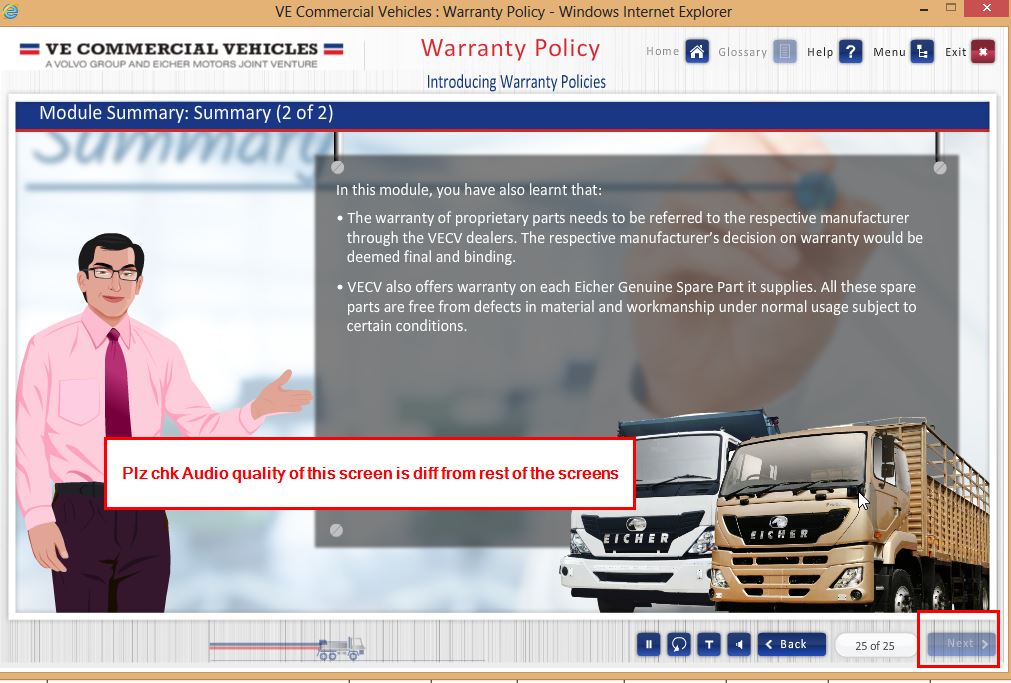 VE Commercial Vehicles : Warranty Policy - Windows Internet Explorer
VE COMMERCIAL VEHICLES
A VOLVO GROUP AND EICHER MOTORS JOINT VENTURE
Warranty Policy
Introducing Warranty Policies
Home Glossary Help ? Menu Exit
Module Summary: Summary (2 of 2)
Summary
In this module, you have also learnt that:
• The warranty of proprietary parts needs to be referred to the respective manufacturer
through the VECV dealers. The respective manufacturer's decision on warranty would be
deemed final and binding.
• VECV also offers warranty on each Eicher Genuine Spare Part it supplies. All these spare
parts are free from defects in material and workmanship under normal usage subject to
certain conditions.
Plz chk Audio quality of this screen is diff from rest of the screens
EICHER
EICHER
T
Back
25 of 25
Next